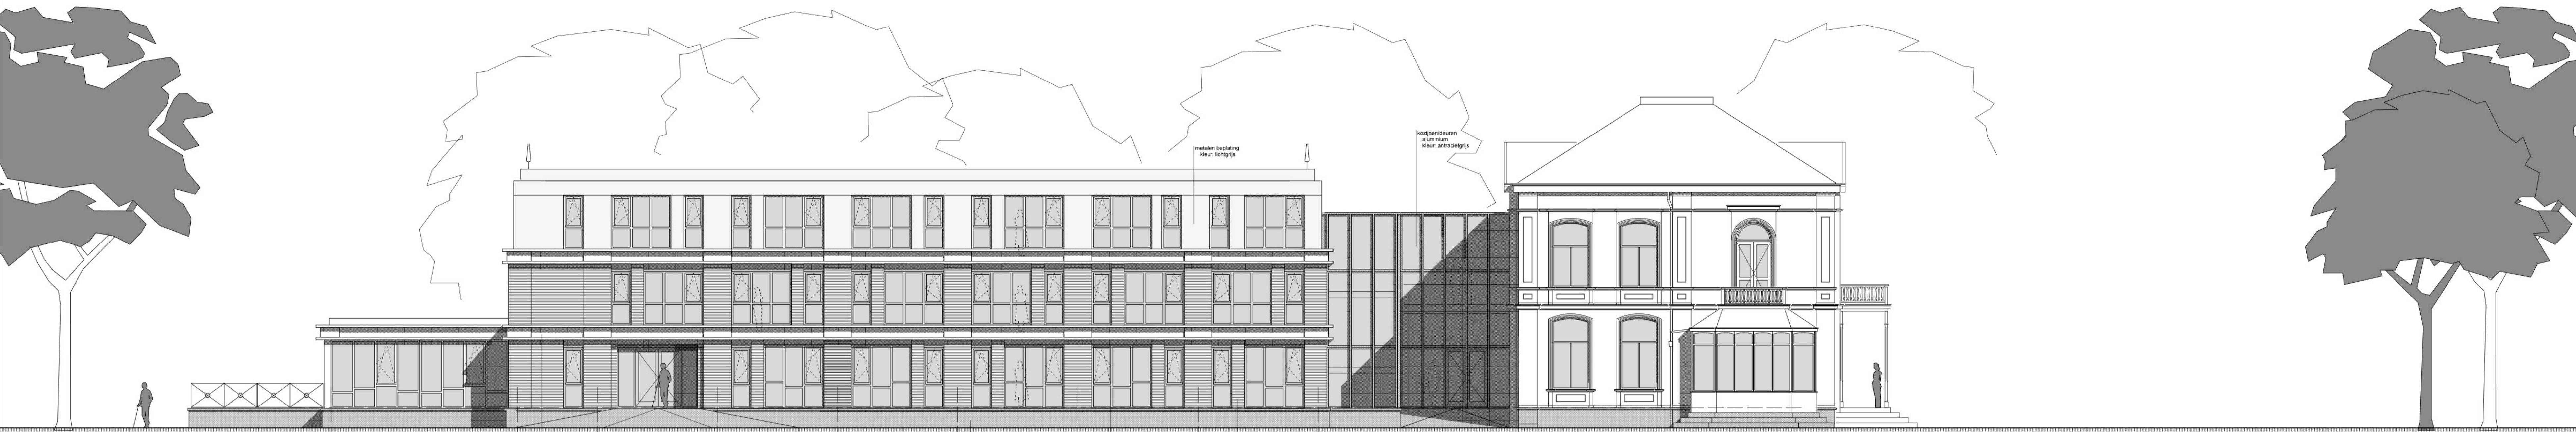 metalen beplating
kleur: lichtgrijs
kozijnen/deuren
aluminium
kleur: antracietgrijs